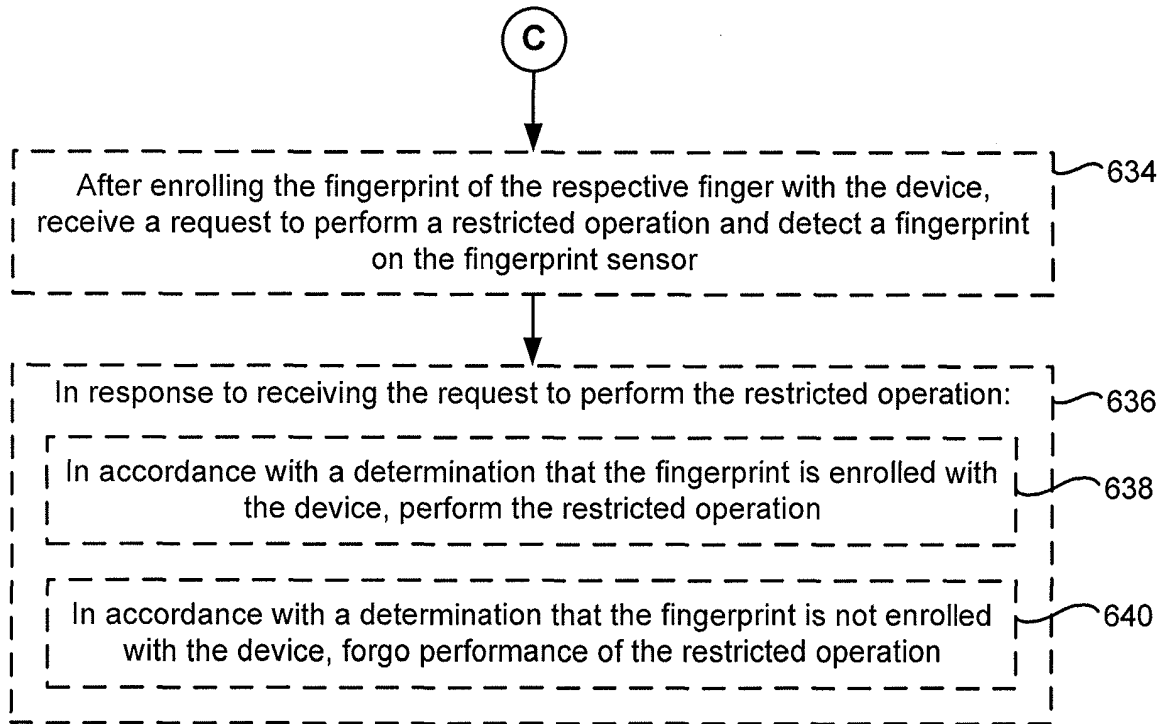 C
After enrolling the fingerprint of the respective finger with the device,
receive a request to perform a restricted operation and detect a fingerprint
on the fingerprint sensor
634
In response to receiving the request to perform the restricted operation:
636
In accordance with a determination that the fingerprint is enrolled with
the device, perform the restricted operation
638
In accordance with a determination that the fingerprint is not enrolled
with the device, forgo performance of the restricted operation
640